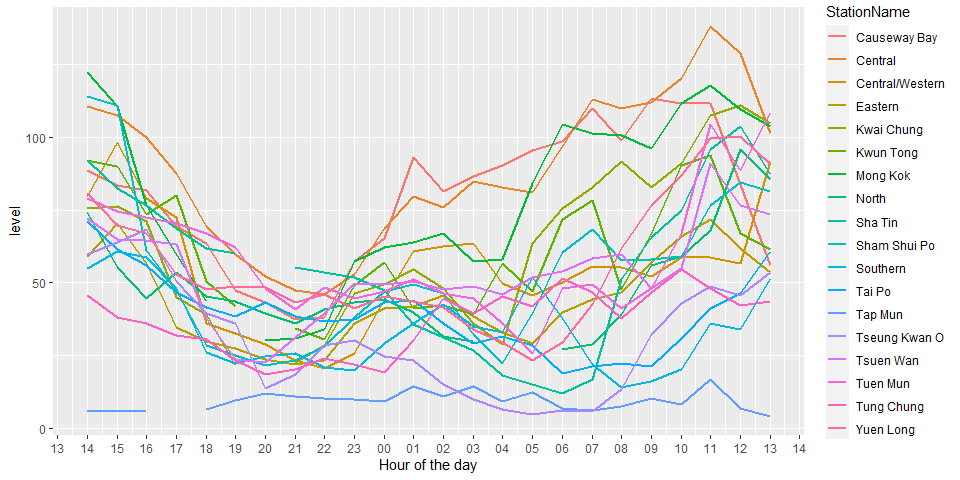 StationName
Causeway Bay
Central
Central/Western
Eastern
Kwai Chung
Kwun Tong
Mong Kok
North
Sha Tin
Sham Shui Po
Southern
Tai Po
Tap Mun
Tseung Kwan O
Tsuen Wan
Tuen Mun
Tung Chung
Yuen Long
level
100
50
0
13 14 15 16 17 18 19 20 21 22 23 00 01 02 03 04 05 06 07 08 09 10 11 12 13 14
Hour of the day